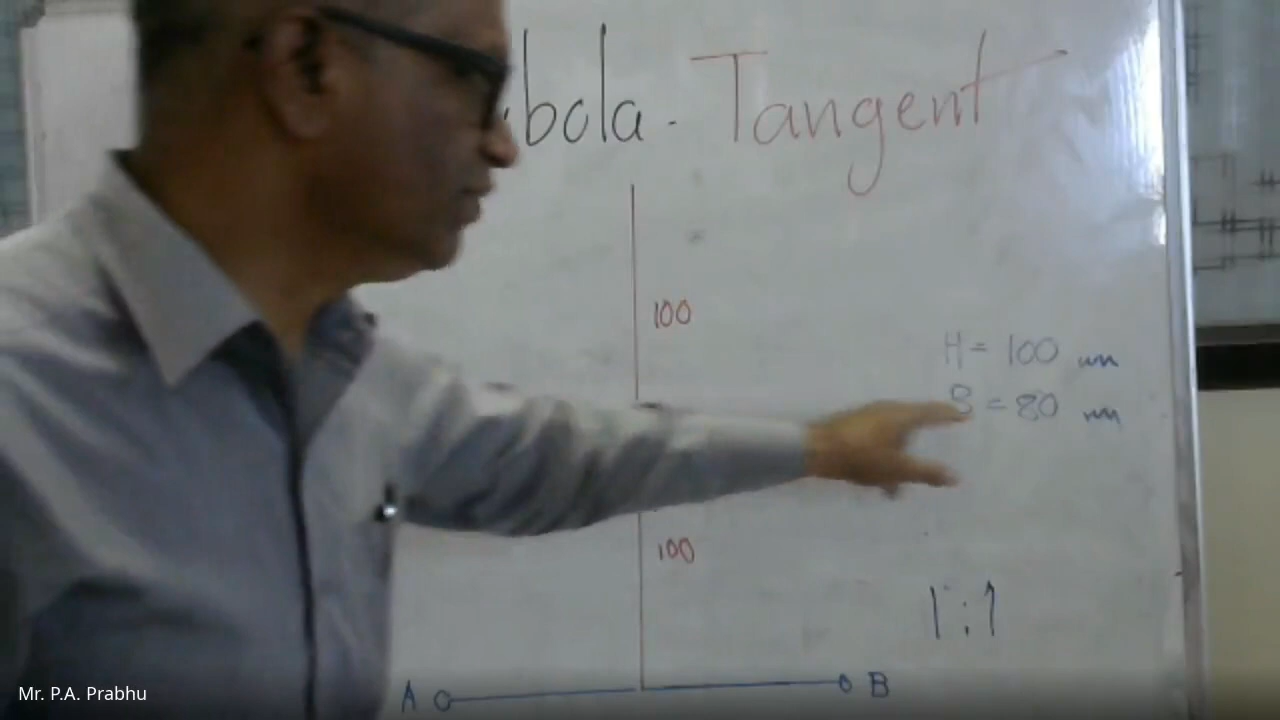 bola - Tangent
100
H = 100 mm
B = 80 mm
100
1:1
A B
Mr. P.A. Prabhu